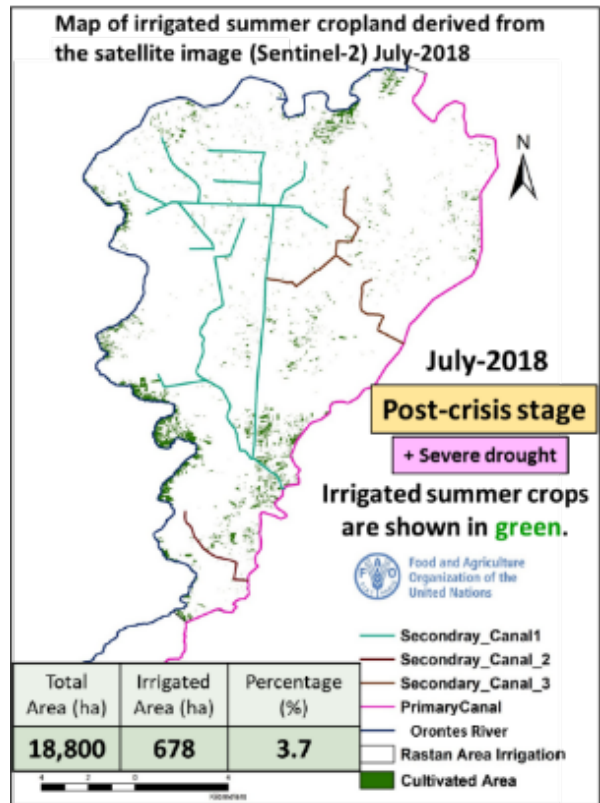 Map of irrigated summer cropland derived from
the satellite image (Sentinel-2) July-2018
N
July-2018
Post-crisis stage
+ Severe drought
Irrigated summer crops
are shown in green.
FAO
Food and Agriculture
Organization of the
United Nations
Secondray_Canal1
Secondray_Canal_2
Secondary_Canal_3
PrimaryCanal
Orontes River
Rastan Area Irrigation
Cultivated Area
Total
Area (ha)
Irrigated
Area (ha)
Percentage
(%)
18,800
678
3.7
4 2 0 4